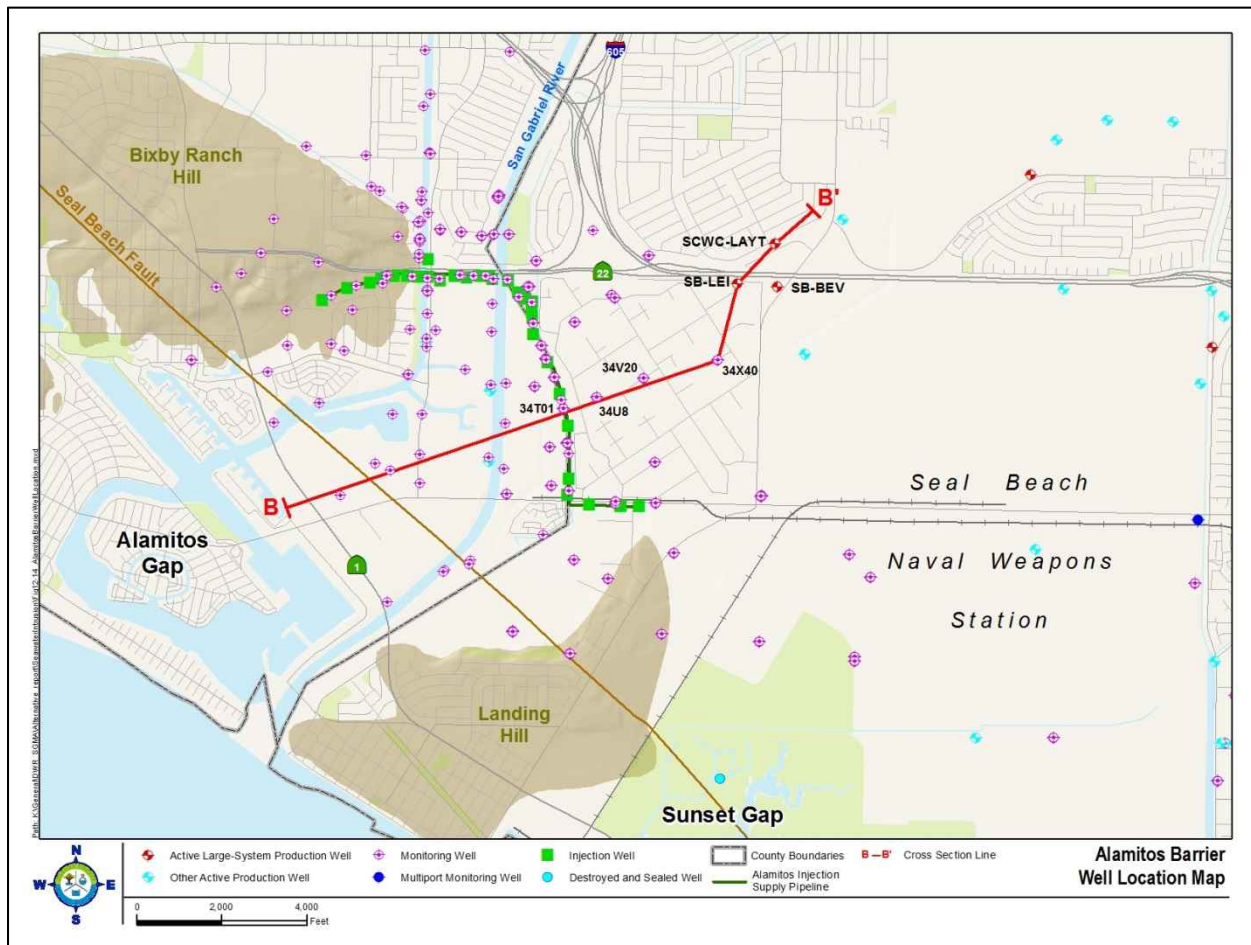 605
San Gabriel River
Bixby Ranch
Hill
Seal Beach Fault
B'
SCWC-LAYT
22
SB-LEI
SB-BEV
34V20
34X40
34T01
34U8
B
Seal Beach
Alamitos
Gap
1
Naval Weapons
Station
Landing
Hill
Sunset Gap
N
W E
S
Active Large-System Production Well
Monitoring Well
Injection Well
County Boundaries
B—B' Cross Section Line
Other Active Production Well
Multiport Monitoring Well
Destroyed and Sealed Well
Alamitos Injection
Supply Pipeline
Alamitos Barrier
Well Location Map
0 2,000 4,000
Feet